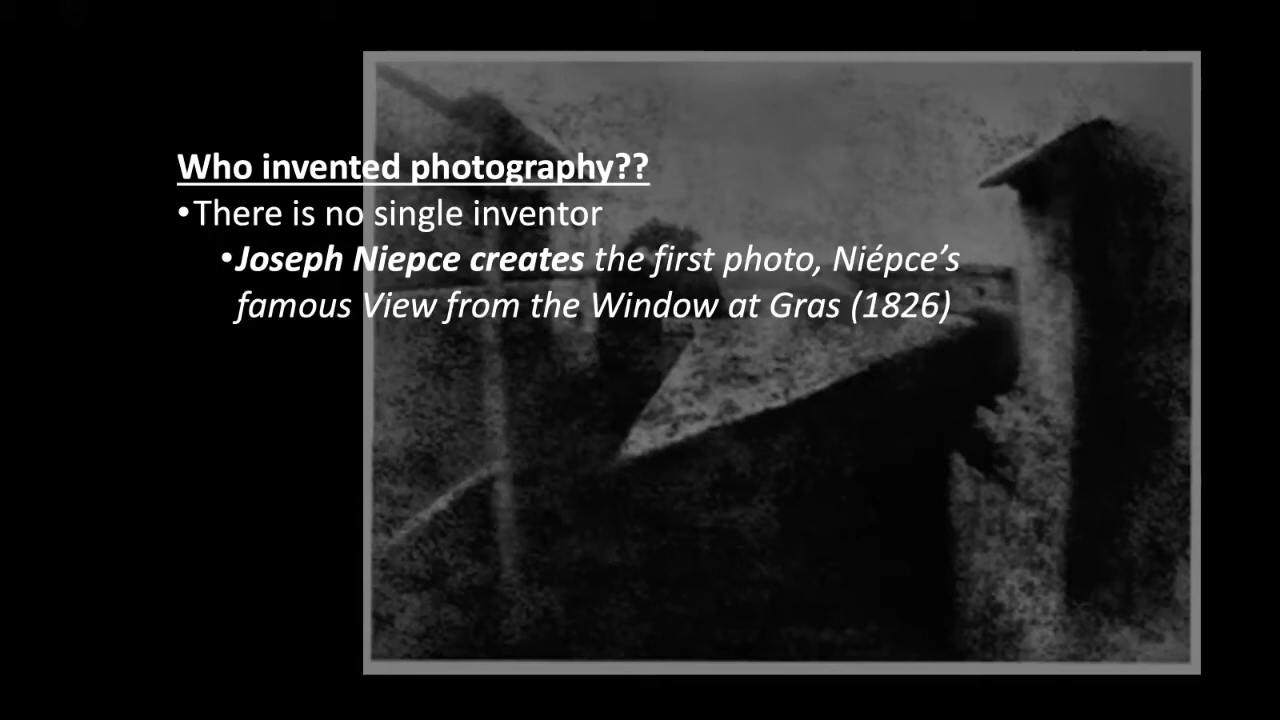 Who invented photography??
•There is no single inventor
•Joseph Niepce creates the first photo, Niépce’s
famous View from the Window at Gras (1826)